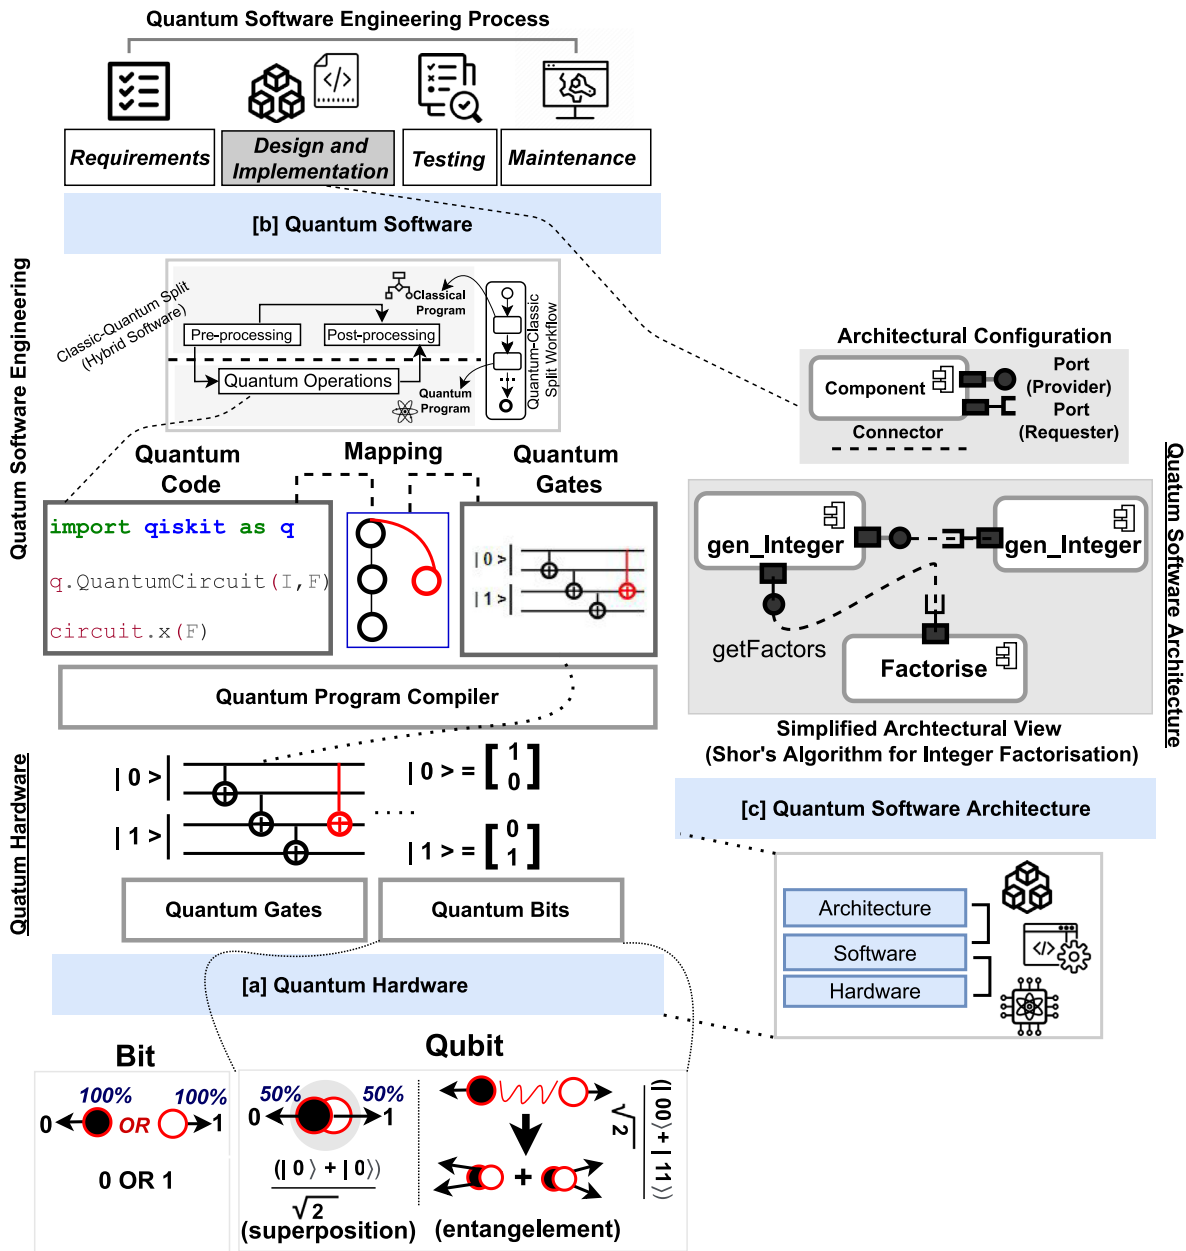 Quantum Software Engineering Process
Requirements
Design and
Implementation
Testing
Maintenance
[b] Quantum Software
Quatum Software Engineering
Classic-Quantum Split
(Hybrid Software)
Classical
Program
Pre-processing
Post-processing
Quantum Operations
Quantum
Program
Quantum-Classic
Split Workflow
Quantum
Code
Mapping
Quantum
Gates
import qiskit as q
q.QuantumCircuit(I,F)
circuit.x(F)
| 0 >|
| 1 >|
Quantum Program Compiler
Quatum Hardware
| 0 >|
| 1 >|
| 0 > = [1 0]
| 1 > = [0 1]
Quantum Gates
Quantum Bits
[a] Quantum Hardware
Bit
100%
100%
0
OR
1
0 OR 1
Qubit
50%
50%
0
1
(| 0 ⟩ + | 0⟩)
√2
(superposition)
+
(| 00⟩+ | 11 ⟩)
√2
(entangelement)
Architectural Configuration
Component
Port
(Provider)
Port
(Requester)
Connector
gen_Integer
gen_Integer
getFactors
Factorise
Simplified Archtectural View
(Shor's Algorithm for Integer Factorisation)
Quatum Software Architecture
[c] Quantum Software Architecture
Architecture
Software
Hardware